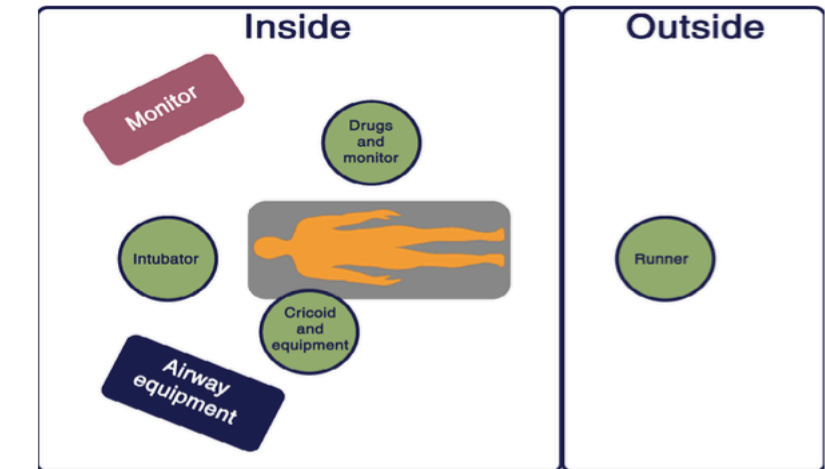 Inside
Outside
Monitor
Drugs
and
monitor
Intubator
Runner
Cricoid
and
equipment
Airway
equipment